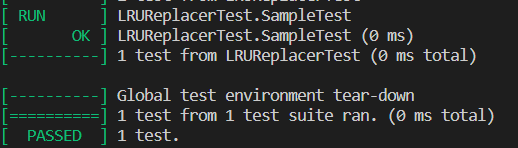 [ RUN      ] LRUReplacerTest.SampleTest
[       OK ] LRUReplacerTest.SampleTest (0 ms)
[----------] 1 test from LRUReplacerTest (0 ms total)
[----------] Global test environment tear-down
[==========] 1 test from 1 test suite ran. (0 ms total)
[  PASSED  ] 1 test.